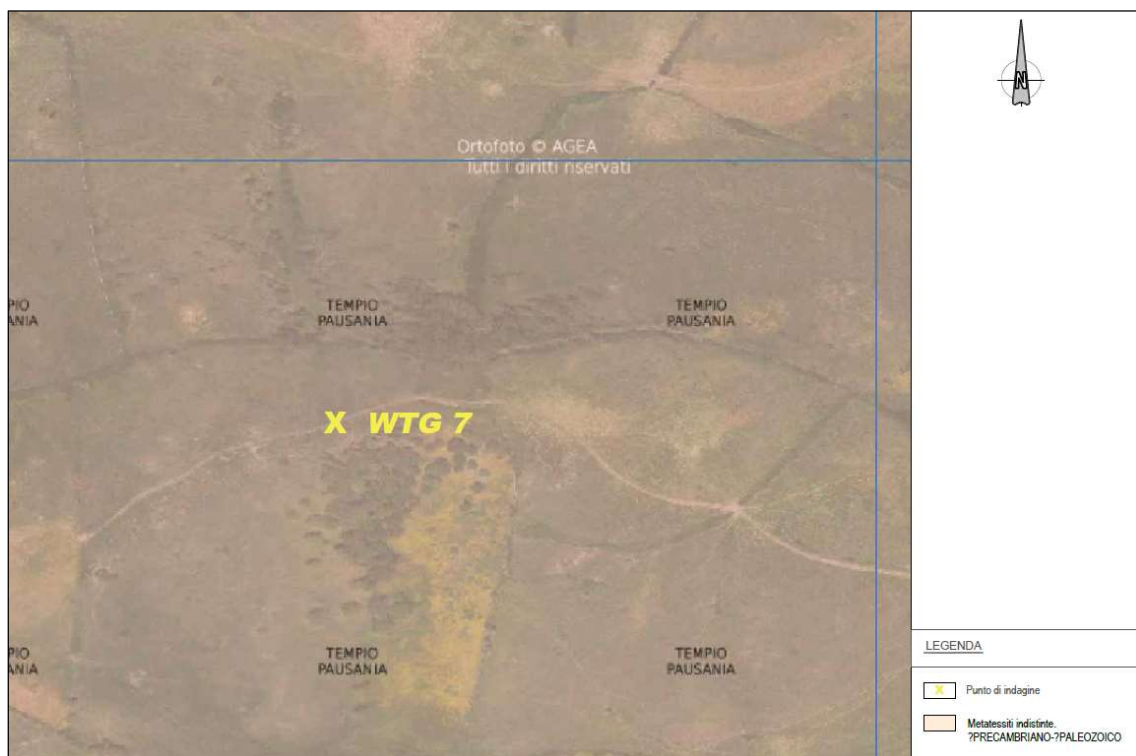 N
Ortofoto © AGEA
Tutti i diritti riservati
PIO
ANIA
TEMPIO
PAUSANIA
TEMPIO
PAUSANIA
X WTG 7
PIO
ANIA
TEMPIO
PAUSANIA
TEMPIO
PAUSANIA
LEGENDA
X Punto di indagine
Metatessiti indistinte.
?PRECAMBRIANO-?PALEOZOICO